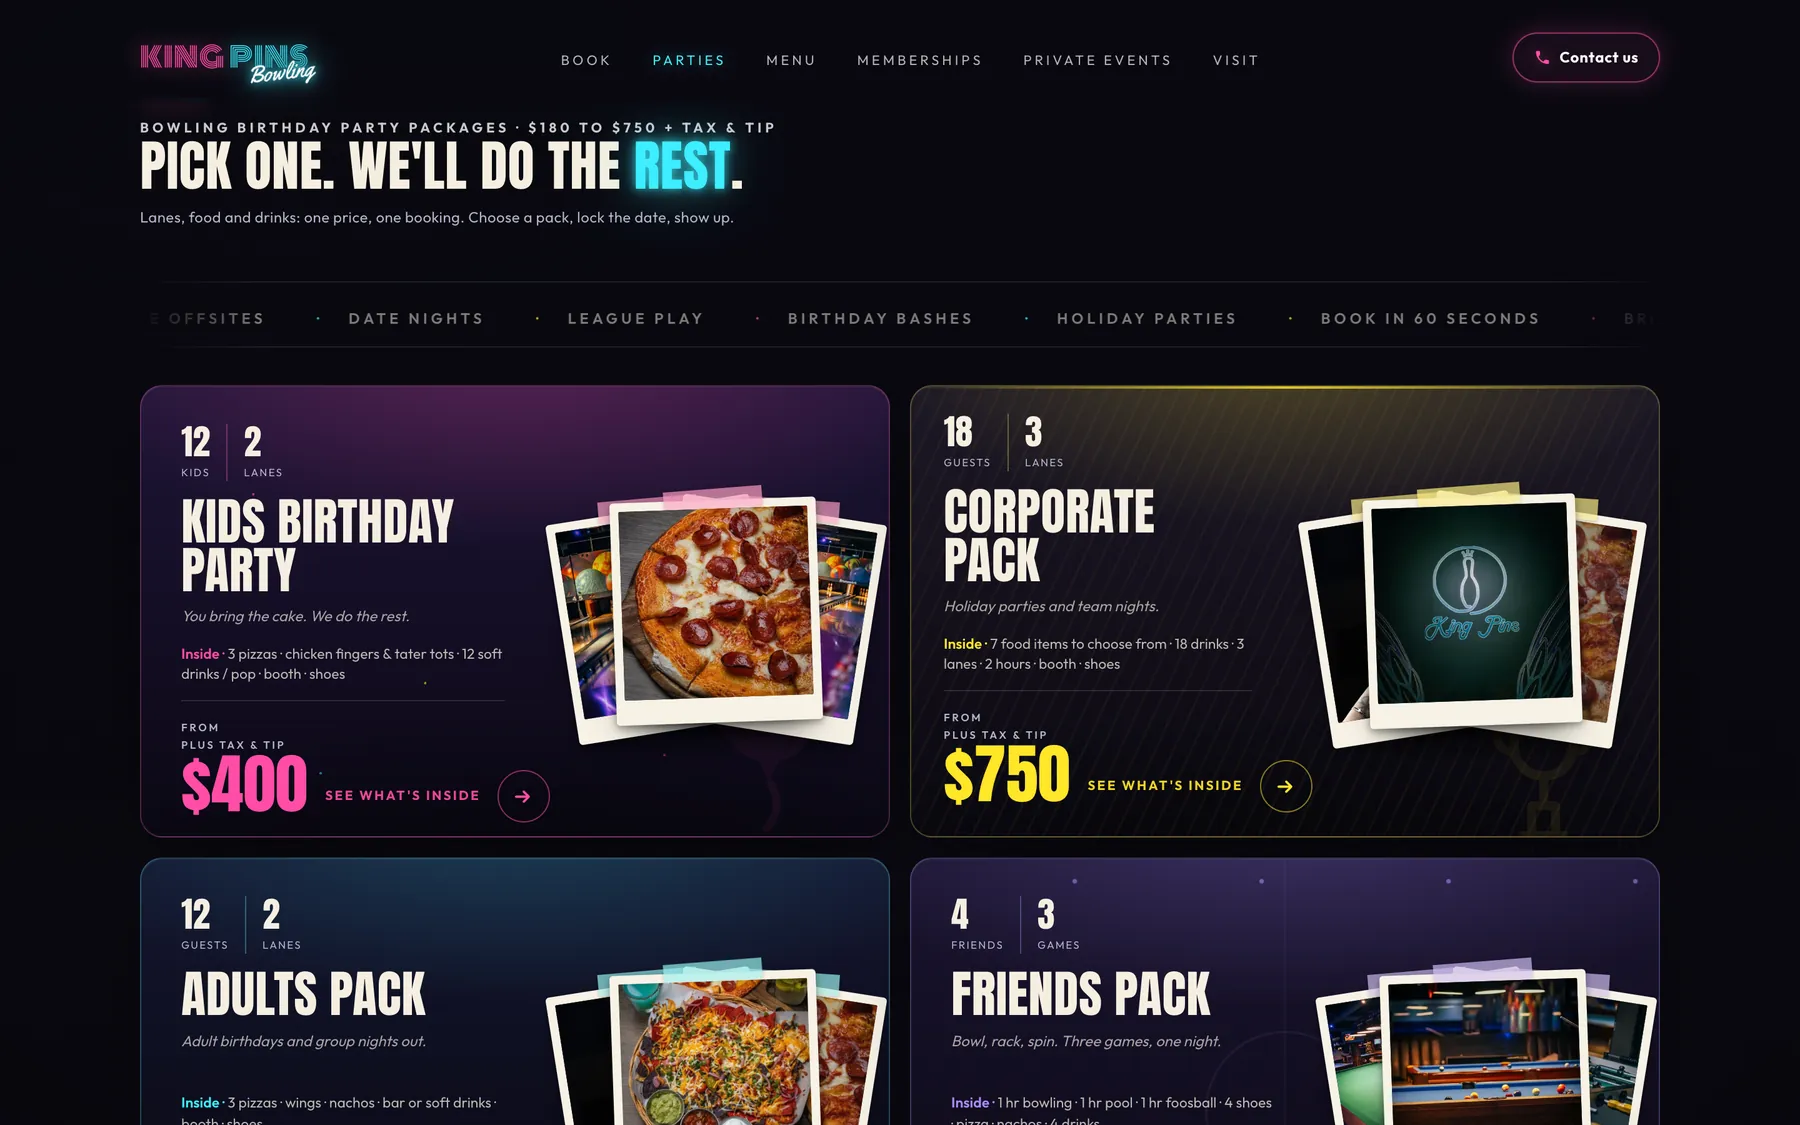 KING PINS
Bowling
BOOK
PARTIES
MENU
MEMBERSHIPS
PRIVATE EVENTS
VISIT
Contact us
BOWLING BIRTHDAY PARTY PACKAGES · $180 TO $750 + TAX & TIP
PICK ONE. WE'LL DO THE REST.
Lanes, food and drinks: one price, one booking. Choose a pack, lock the date, show up.
E OFFSITES · DATE NIGHTS · LEAGUE PLAY · BIRTHDAY BASHES · HOLIDAY PARTIES · BOOK IN 60 SECONDS · BR
12
KIDS
2
LANES
KIDS BIRTHDAY
PARTY
You bring the cake. We do the rest.
Inside · 3 pizzas · chicken fingers & tater tots · 12 soft
drinks / pop · booth · shoes
FROM
PLUS TAX & TIP
$400
SEE WHAT'S INSIDE
18
GUESTS
3
LANES
CORPORATE
PACK
Holiday parties and team nights.
Inside · 7 food items to choose from · 18 drinks · 3
lanes · 2 hours · booth · shoes
FROM
PLUS TAX & TIP
$750
SEE WHAT'S INSIDE
King Pins
12
GUESTS
2
LANES
ADULTS PACK
Adult birthdays and group nights out.
Inside · 3 pizzas · wings · nachos · bar or soft drinks ·
booth · shoes
4
FRIENDS
3
GAMES
FRIENDS PACK
Bowl, rack, spin. Three games, one night.
Inside · 1 hr bowling · 1 hr pool · 1 hr foosball · 4 shoes
· pizza · nachos · 4 drinks